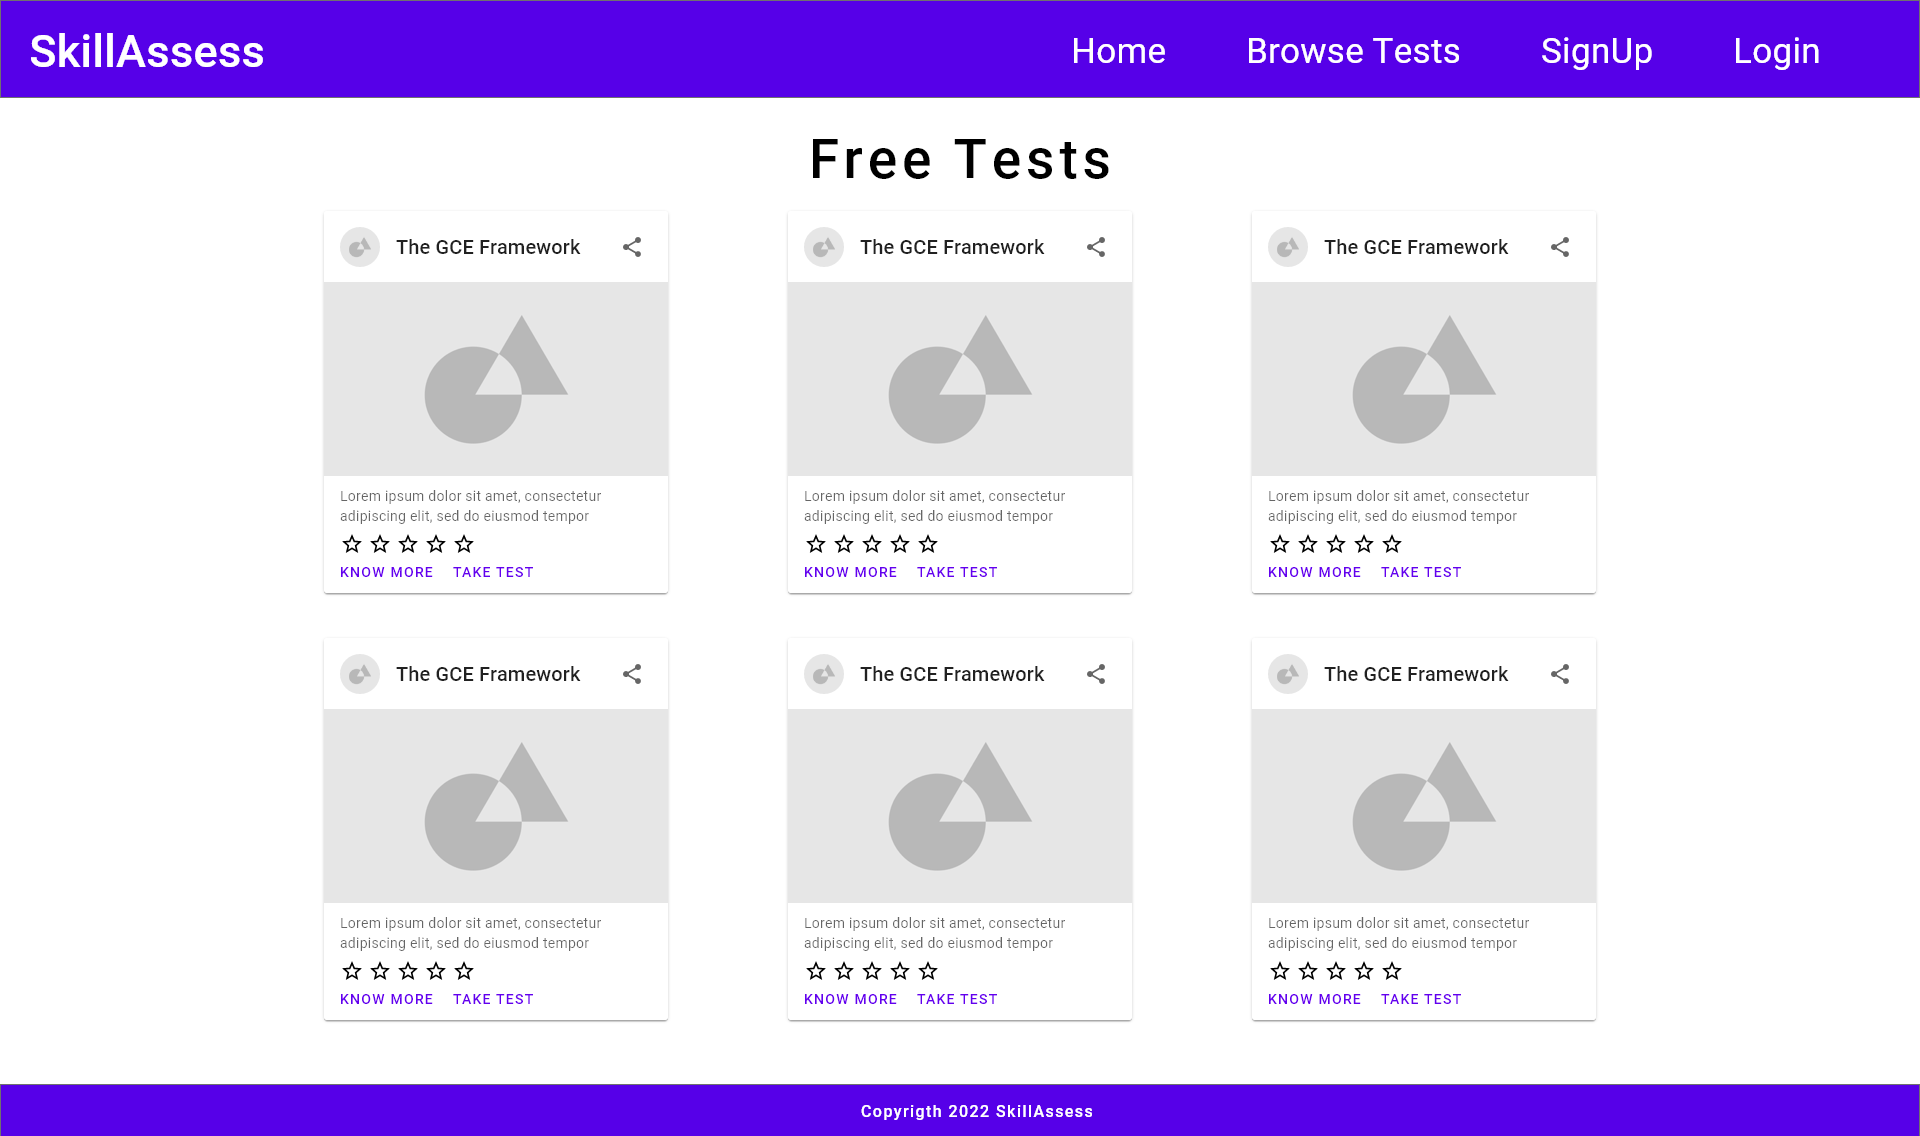 SkillAssess
Home
Browse Tests
SignUp
Login
Free Tests
The GCE Framework
Lorem ipsum dolor sit amet, consectetur
adipiscing elit, sed do eiusmod tempor
KNOW MORE
TAKE TEST
The GCE Framework
Lorem ipsum dolor sit amet, consectetur
adipiscing elit, sed do eiusmod tempor
KNOW MORE
TAKE TEST
The GCE Framework
Lorem ipsum dolor sit amet, consectetur
adipiscing elit, sed do eiusmod tempor
KNOW MORE
TAKE TEST
The GCE Framework
Lorem ipsum dolor sit amet, consectetur
adipiscing elit, sed do eiusmod tempor
KNOW MORE
TAKE TEST
The GCE Framework
Lorem ipsum dolor sit amet, consectetur
adipiscing elit, sed do eiusmod tempor
KNOW MORE
TAKE TEST
The GCE Framework
Lorem ipsum dolor sit amet, consectetur
adipiscing elit, sed do eiusmod tempor
KNOW MORE
TAKE TEST
Copyrigth 2022 SkillAssess